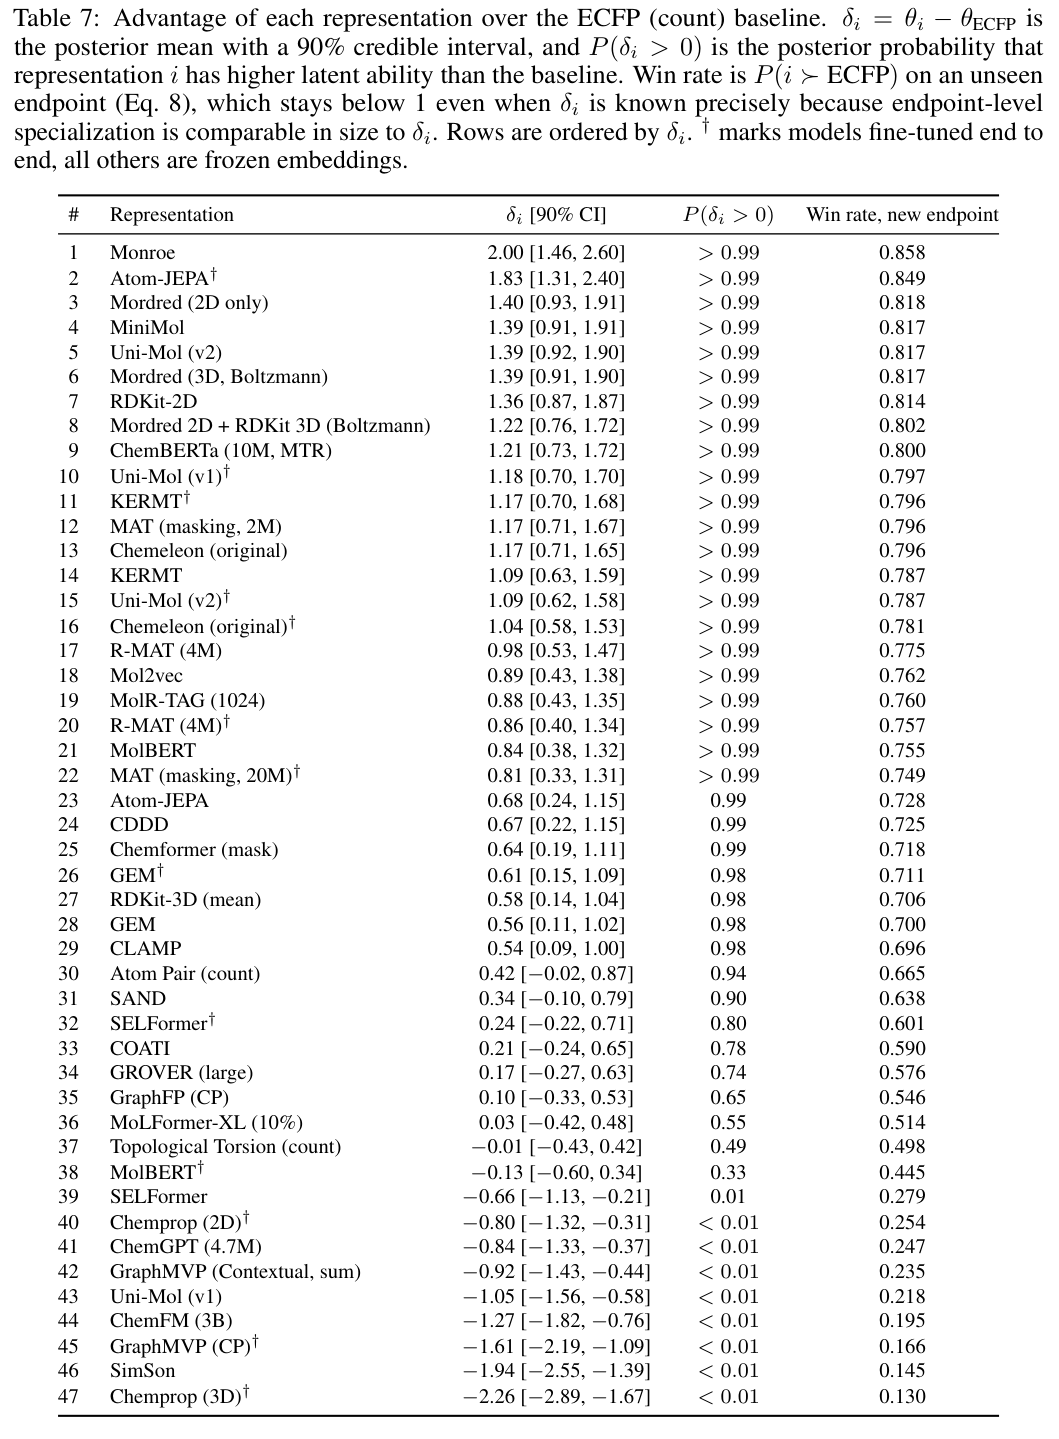 Table 7: Advantage of each representation over the ECFP (count) baseline. δᵢ = θᵢ − θ_ECFP is
the posterior mean with a 90% credible interval, and P(δᵢ > 0) is the posterior probability that
representation i has higher latent ability than the baseline. Win rate is P(i ≻ ECFP) on an unseen
endpoint (Eq. 8), which stays below 1 even when δᵢ is known precisely because endpoint-level
specialization is comparable in size to δᵢ. Rows are ordered by δᵢ. † marks models fine-tuned end to
end, all others are frozen embeddings.
# Representation δᵢ [90% CI] P(δᵢ > 0) Win rate, new endpoint
1 Monroe 2.00 [1.46, 2.60] > 0.99 0.858
2 Atom-JEPA† 1.83 [1.31, 2.40] > 0.99 0.849
3 Mordred (2D only) 1.40 [0.93, 1.91] > 0.99 0.818
4 MiniMol 1.39 [0.91, 1.91] > 0.99 0.817
5 Uni-Mol (v2) 1.39 [0.92, 1.90] > 0.99 0.817
6 Mordred (3D, Boltzmann) 1.39 [0.91, 1.90] > 0.99 0.817
7 RDKit-2D 1.36 [0.87, 1.87] > 0.99 0.814
8 Mordred 2D + RDKit 3D (Boltzmann) 1.22 [0.76, 1.72] > 0.99 0.802
9 ChemBERTa (10M, MTR) 1.21 [0.73, 1.72] > 0.99 0.800
10 Uni-Mol (v1)† 1.18 [0.70, 1.70] > 0.99 0.797
11 KERMT† 1.17 [0.70, 1.68] > 0.99 0.796
12 MAT (masking, 2M) 1.17 [0.71, 1.67] > 0.99 0.796
13 Chemeleon (original) 1.17 [0.71, 1.65] > 0.99 0.796
14 KERMT 1.09 [0.63, 1.59] > 0.99 0.787
15 Uni-Mol (v2)† 1.09 [0.62, 1.58] > 0.99 0.787
16 Chemeleon (original)† 1.04 [0.58, 1.53] > 0.99 0.781
17 R-MAT (4M) 0.98 [0.53, 1.47] > 0.99 0.775
18 Mol2vec 0.89 [0.43, 1.38] > 0.99 0.762
19 MolR-TAG (1024) 0.88 [0.43, 1.35] > 0.99 0.760
20 R-MAT (4M)† 0.86 [0.40, 1.34] > 0.99 0.757
21 MolBERT 0.84 [0.38, 1.32] > 0.99 0.755
22 MAT (masking, 20M)† 0.81 [0.33, 1.31] > 0.99 0.749
23 Atom-JEPA 0.68 [0.24, 1.15] 0.99 0.728
24 CDDD 0.67 [0.22, 1.15] 0.99 0.725
25 Chemformer (mask) 0.64 [0.19, 1.11] 0.99 0.718
26 GEM† 0.61 [0.15, 1.09] 0.98 0.711
27 RDKit-3D (mean) 0.58 [0.14, 1.04] 0.98 0.706
28 GEM 0.56 [0.11, 1.02] 0.98 0.700
29 CLAMP 0.54 [0.09, 1.00] 0.98 0.696
30 Atom Pair (count) 0.42 [−0.02, 0.87] 0.94 0.665
31 SAND 0.34 [−0.10, 0.79] 0.90 0.638
32 SELFormer† 0.24 [−0.22, 0.71] 0.80 0.601
33 COATI 0.21 [−0.24, 0.65] 0.78 0.590
34 GROVER (large) 0.17 [−0.27, 0.63] 0.74 0.576
35 GraphFP (CP) 0.10 [−0.33, 0.53] 0.65 0.546
36 MoLFormer-XL (10%) 0.03 [−0.42, 0.48] 0.55 0.514
37 Topological Torsion (count) −0.01 [−0.43, 0.42] 0.49 0.498
38 MolBERT† −0.13 [−0.60, 0.34] 0.33 0.445
39 SELFormer −0.66 [−1.13, −0.21] 0.01 0.279
40 Chemprop (2D)† −0.80 [−1.32, −0.31] < 0.01 0.254
41 ChemGPT (4.7M) −0.84 [−1.33, −0.37] < 0.01 0.247
42 GraphMVP (Contextual, sum) −0.92 [−1.43, −0.44] < 0.01 0.235
43 Uni-Mol (v1) −1.05 [−1.56, −0.58] < 0.01 0.218
44 ChemFM (3B) −1.27 [−1.82, −0.76] < 0.01 0.195
45 GraphMVP (CP)† −1.61 [−2.19, −1.09] < 0.01 0.166
46 SimSon −1.94 [−2.55, −1.39] < 0.01 0.145
47 Chemprop (3D)† −2.26 [−2.89, −1.67] < 0.01 0.130